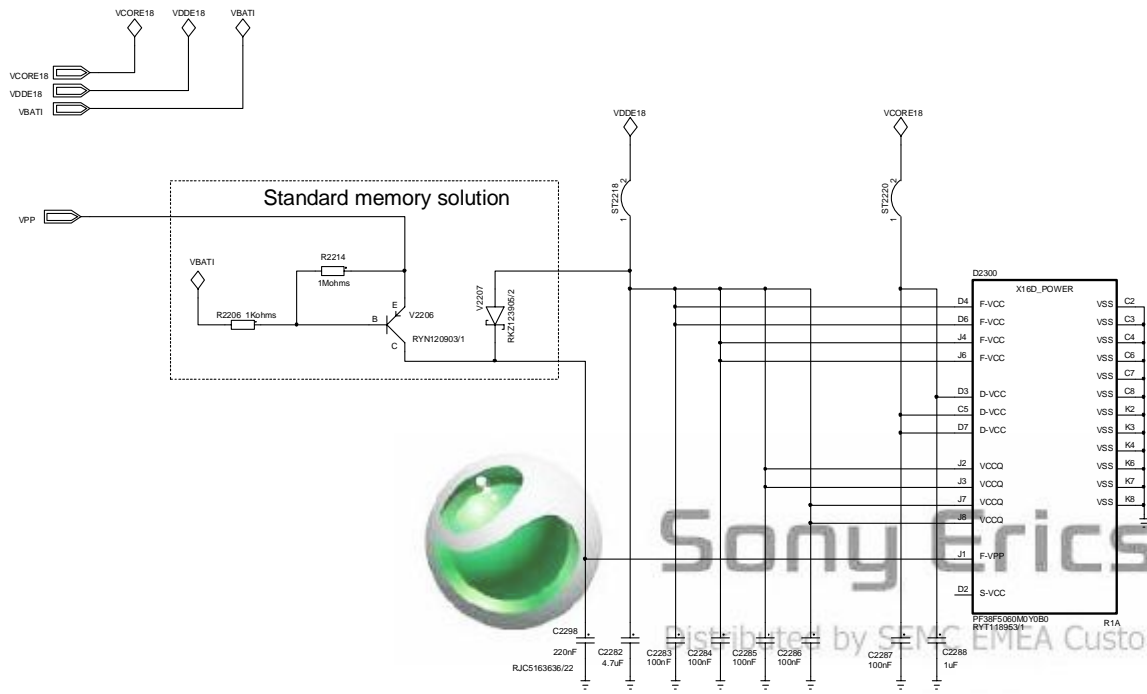 VCORE18 VDDE18 VBATI
VCORE18
VDDE18
VBATI
VDDE18 VCORE18
Standard memory solution
ST2218 1 2
ST2220 1 2
VPP
VBATI
R2214
1Mohms
R2206 1Kohms
B E C
V2206
RYN120903/1
V2207
RKZ123905/2
D2300
X16D_POWER
D4 F-VCC VSS C2
D6 F-VCC VSS C3
J4 F-VCC VSS C4
J6 F-VCC VSS C6
VSS C7
D3 D-VCC VSS C8
C5 D-VCC VSS K2
D7 D-VCC VSS K3
VSS K4
J2 VCCQ VSS K6
J3 VCCQ VSS K7
J7 VCCQ VSS K8
J8 VCCQ
J1 F-VPP
D2 S-VCC
PF38F5060M0Y0B0
RYT118953/1 R1A
Sony Erics
Distributed by SEMC EMEA Custo
C2298
220nF
RJC5163636/22
C2282
4.7uF
C2283
100nF
C2284
100nF
C2285
100nF
C2286
100nF
C2287
100nF
C2288
1uF